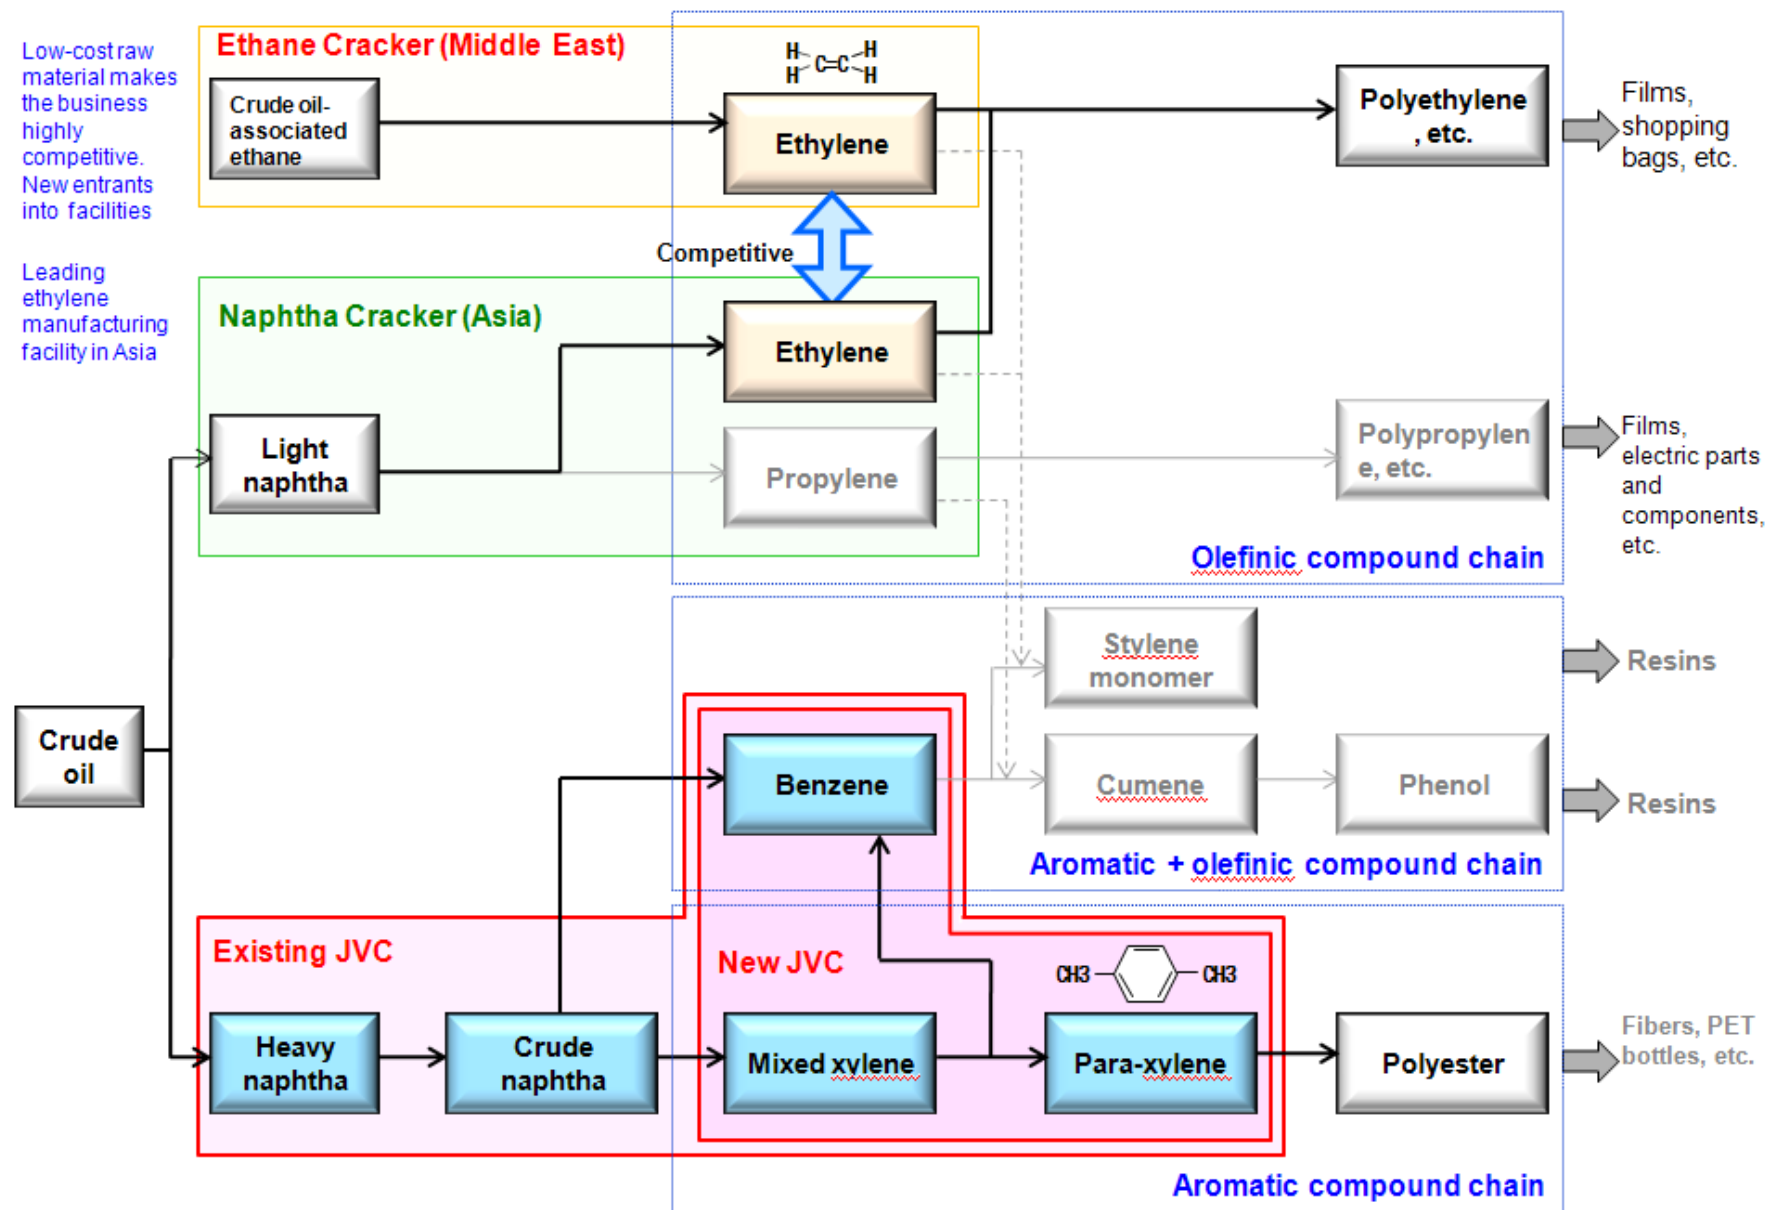 Low-cost raw
material makes
the business
highly
competitive.
New entrants
into facilities
Leading
ethylene
manufacturing
facility in Asia
Ethane Cracker (Middle East)
Crude oil-
associated
ethane
H
H
C=C
H
H
Ethylene
Polyethylene
, etc.
Films,
shopping
bags, etc.
Competitive
Naphtha Cracker (Asia)
Ethylene
Light
naphtha
Propylene
Polypropylen
e, etc.
Films,
electric parts
and
components,
etc.
Olefinic compound chain
Stylene
monomer
Resins
Crude
oil
Benzene
Cumene
Phenol
Resins
Aromatic + olefinic compound chain
Existing JVC
New JVC
CH3
CH3
Heavy
naphtha
Crude
naphtha
Mixed xylene
Para-xylene
Polyester
Fibers, PET
bottles, etc.
Aromatic compound chain